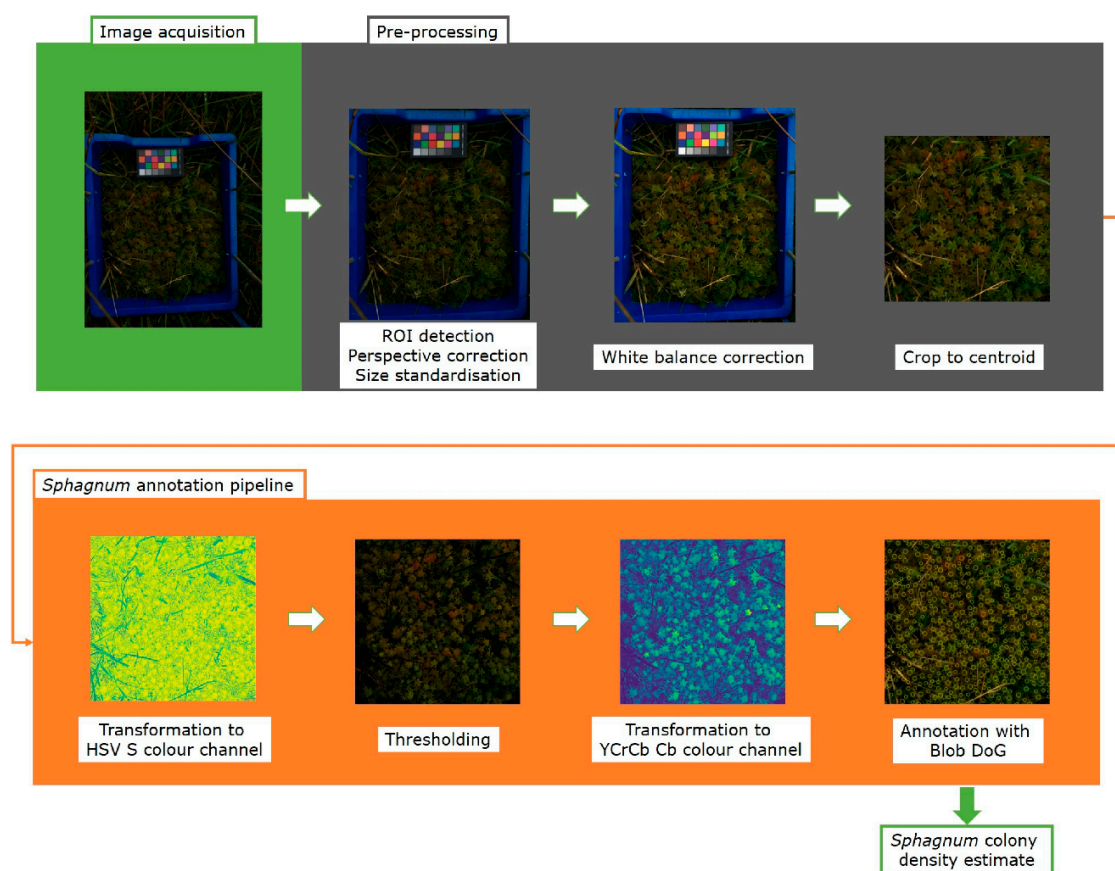 Image acquisition
Pre-processing
ROI detection
Perspective correction
Size standardisation
White balance correction
Crop to centroid
Sphagnum annotation pipeline
Transformation to
HSV S colour channel
Thresholding
Transformation to
YCrCb Cb colour channel
Annotation with
Blob DoG
Sphagnum colony
density estimate